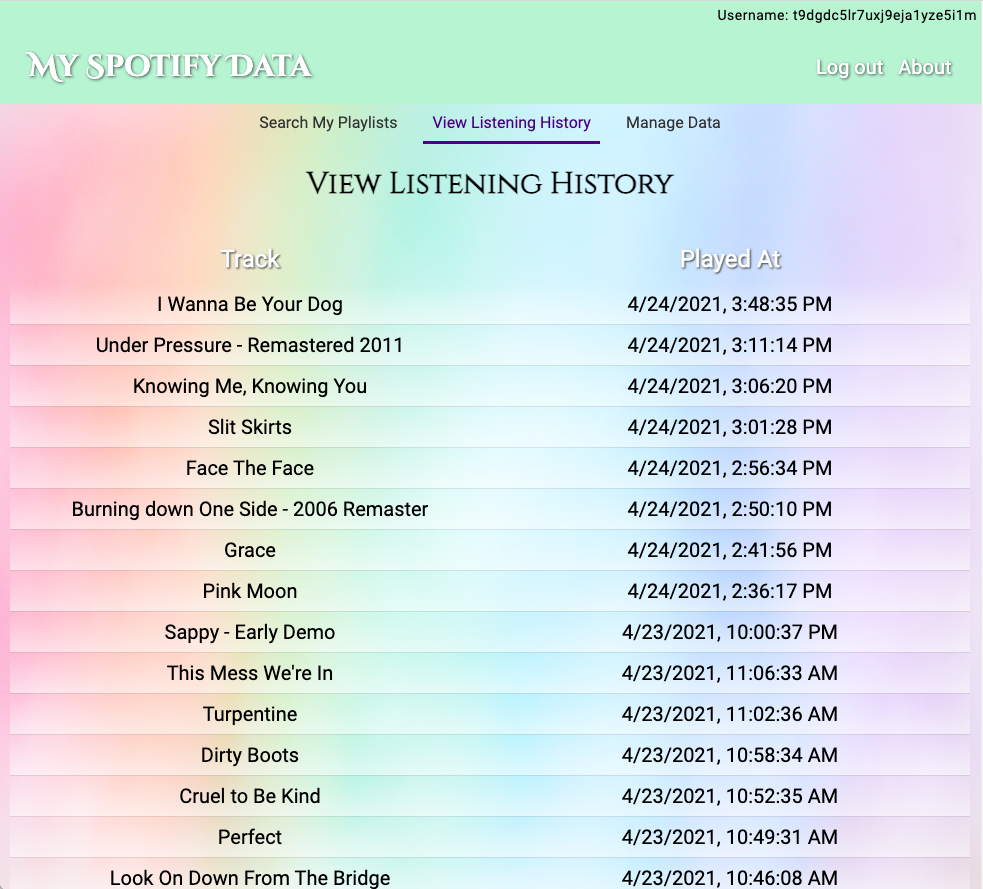 Username: t9dgdc5lr7uxj9eja1yze5i1m
My Spotify Data
Log out About
Search My Playlists View Listening History Manage Data
View Listening History
Track Played At
I Wanna Be Your Dog 4/24/2021, 3:48:35 PM
Under Pressure - Remastered 2011 4/24/2021, 3:11:14 PM
Knowing Me, Knowing You 4/24/2021, 3:06:20 PM
Slit Skirts 4/24/2021, 3:01:28 PM
Face The Face 4/24/2021, 2:56:34 PM
Burning down One Side - 2006 Remaster 4/24/2021, 2:50:10 PM
Grace 4/24/2021, 2:41:56 PM
Pink Moon 4/24/2021, 2:36:17 PM
Sappy - Early Demo 4/23/2021, 10:00:37 PM
This Mess We're In 4/23/2021, 11:06:33 AM
Turpentine 4/23/2021, 11:02:36 AM
Dirty Boots 4/23/2021, 10:58:34 AM
Cruel to Be Kind 4/23/2021, 10:52:35 AM
Perfect 4/23/2021, 10:49:31 AM
Look On Down From The Bridge 4/23/2021, 10:46:08 AM